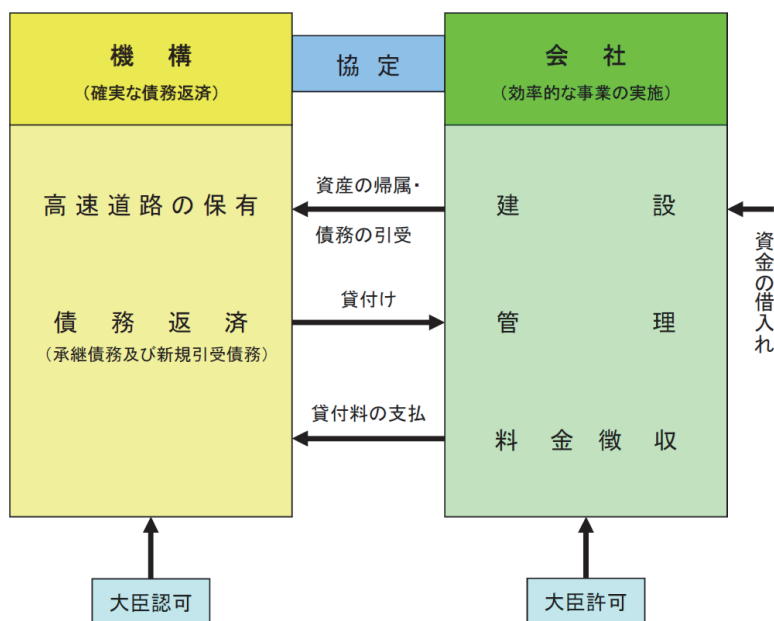 機構
(確実な債務返済)
協定
会社
(効率的な事業の実施)
高速道路の保有
債務返済
(承継債務及び新規引受債務)
資産の帰属・
債務の引受
貸付け
貸付料の支払
建設
管理
料金徴収
資金の借入れ
大臣認可
大臣許可